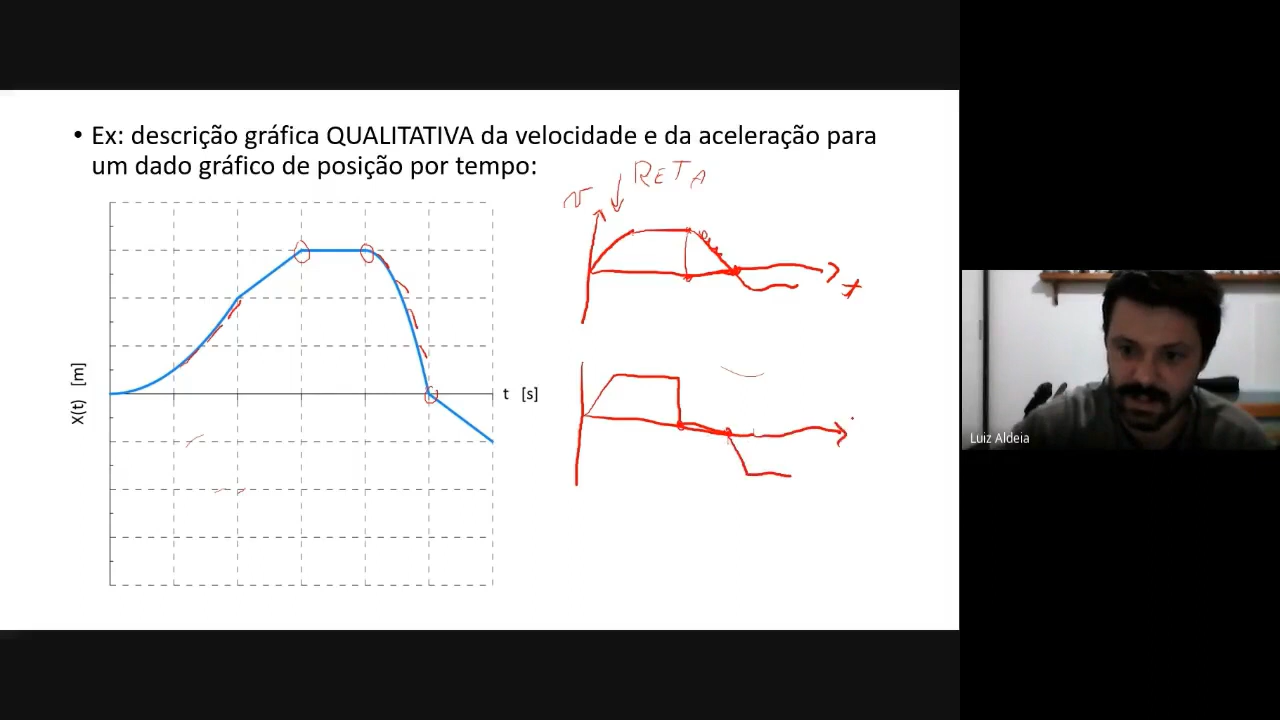 • Ex: descrição gráfica QUALITATIVA da velocidade e da aceleração para
um dado gráfico de posição por tempo:
RETA
v
t
X(t) [m]
t [s]
Luiz Aldeia